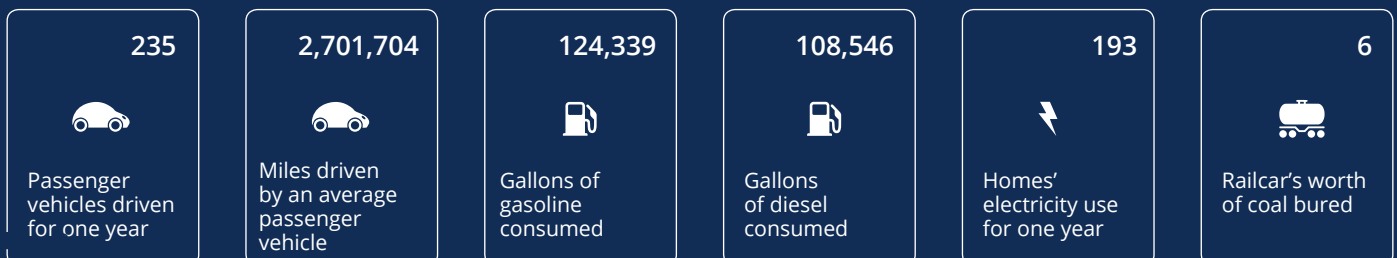 235
Passenger
vehicles driven
for one year
2,701,704
Miles driven
by an average
passenger
vehicle
124,339
Gallons of
gasoline
consumed
108,546
Gallons
of diesel
consumed
193
Homes’
electricity use
for one year
6
Railcar’s worth
of coal bured